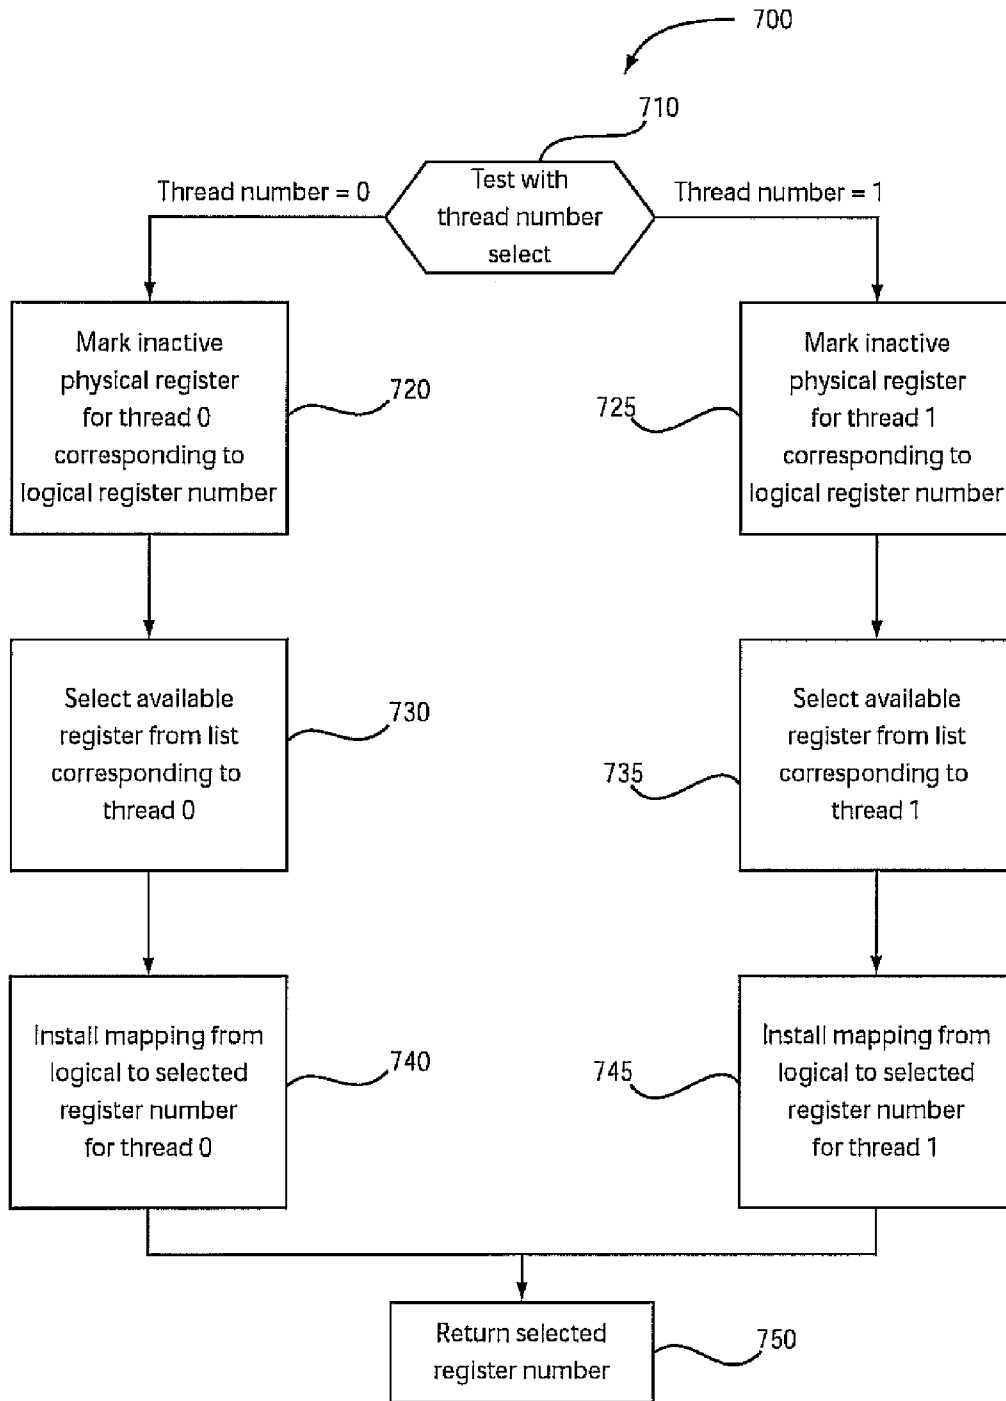 700
710
Thread number = 0
Test with
thread number
select
Thread number = 1
Mark inactive
physical register
for thread 0
corresponding to
logical register number
720
725
Mark inactive
physical register
for thread 1
corresponding to
logical register number
Select available
register from list
corresponding to
thread 0
730
735
Select available
register from list
corresponding to
thread 1
Install mapping from
logical to selected
register number
for thread 0
740
745
Install mapping from
logical to selected
register number
for thread 1
Return selected
register number
750